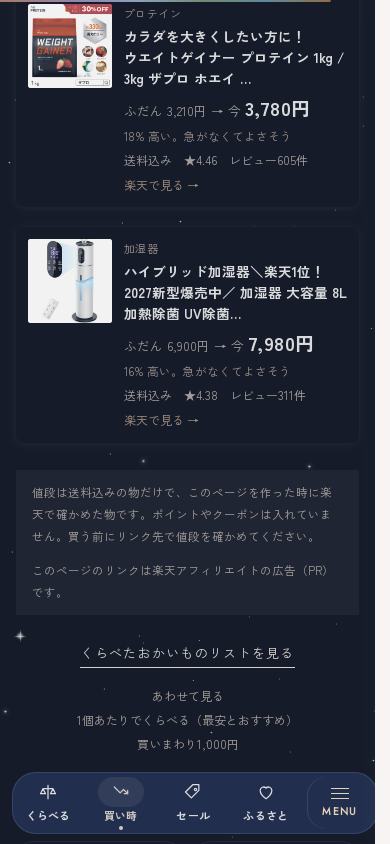 プロテイン
30%OFF
WEIGHT
GAINER
カラダを大きくしたい方に！
ウエイトゲイナー プロテイン 1kg /
3kg ザプロ ホエイ ...
ふだん 3,210円 → 今 3,780円
18% 高い。急がなくてよさそう
送料込み ★4.46 レビュー605件
楽天で見る →
加湿器
ハイブリッド加湿器＼楽天1位！
2027新型爆売中／ 加湿器 大容量 8L
加熱除菌 UV除菌...
ふだん 6,900円 → 今 7,980円
16% 高い。急がなくてよさそう
送料込み ★4.38 レビュー311件
楽天で見る →
値段は送料込みの物だけで、このページを作った時に楽
天で確かめた物です。ポイントやクーポンは入れていま
せん。買う前にリンク先で値段を確かめてください。
このページのリンクは楽天アフィリエイトの広告（PR）
です。
くらべたおかいものリストを見る
あわせて見る
1個あたりでくらべる（最安とおすすめ）
買いまわり1,000円
くらべる
買い時
セール
ふるさと
MENU